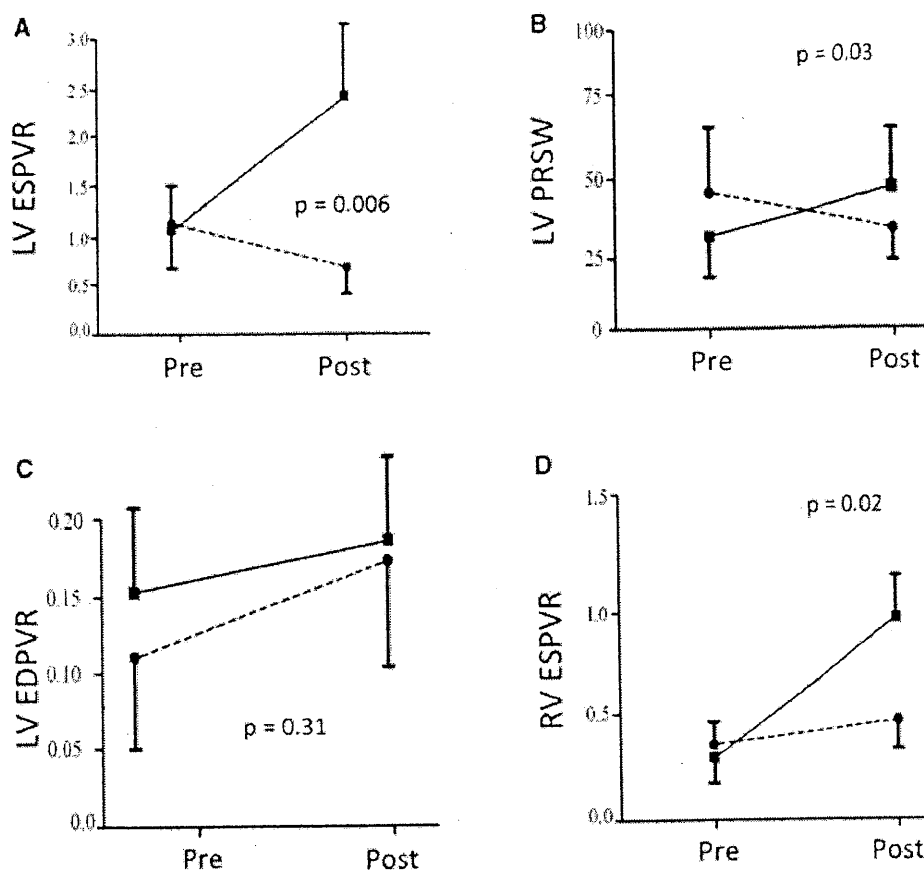 A
LV ESPVR
3.0
2.5
2.0
1.5
1.0
0.5
0.0
p = 0.006
Pre
Post
B
LV PRSW
100
75
50
25
0
p = 0.03
Pre
Post
C
LV EDPVR
0.20
0.15
0.10
0.05
0.0
p = 0.31
Pre
Post
D
RV ESPVR
1.5
1.0
0.5
0.0
p = 0.02
Pre
Post